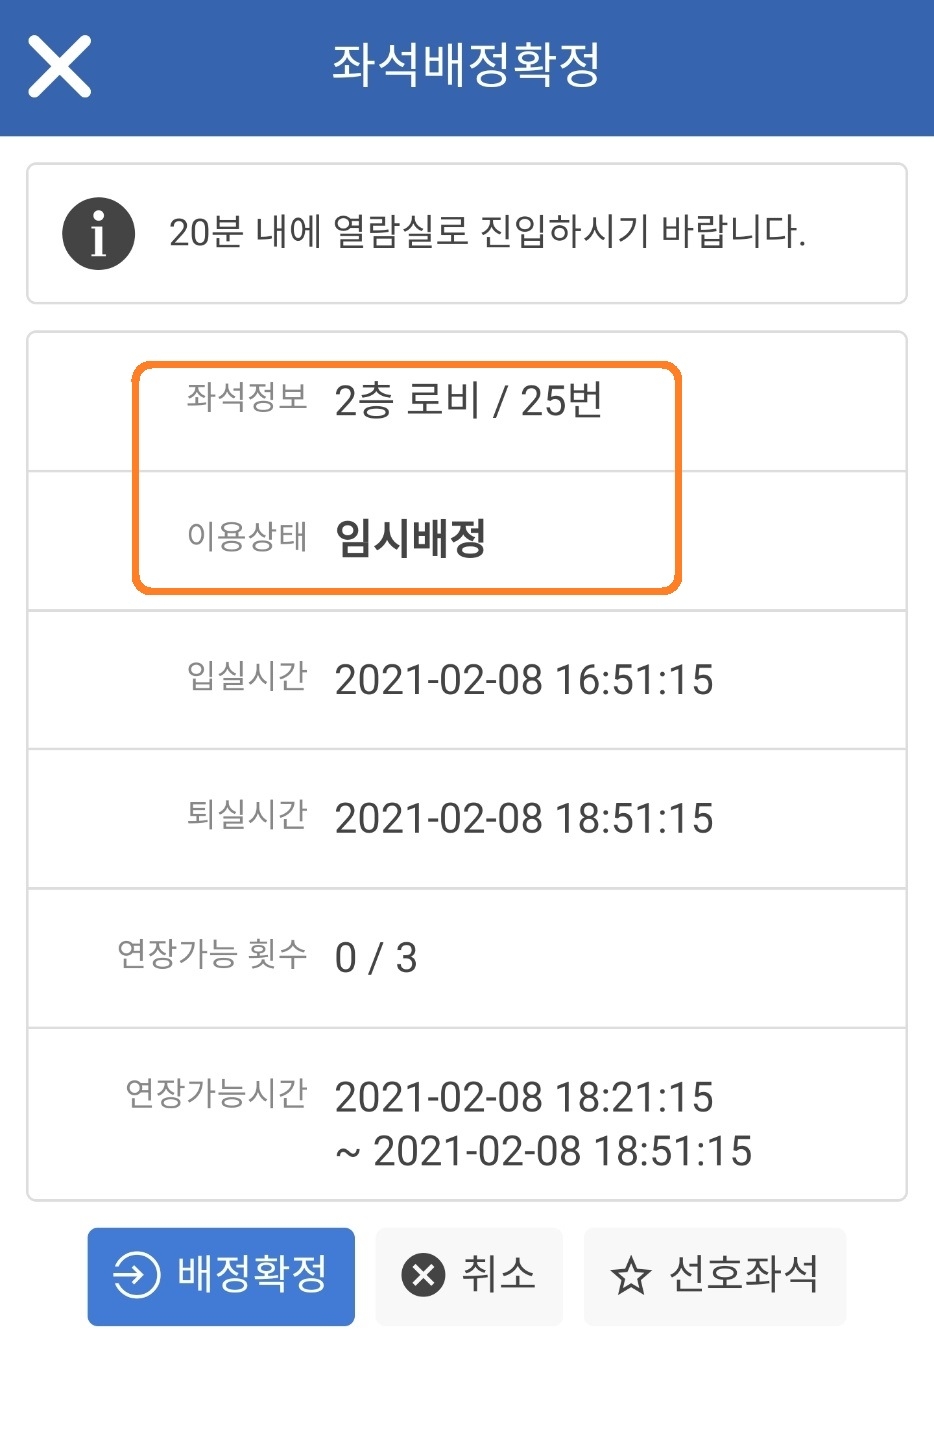 좌석배정확정
20분 내에 열람실로 진입하시기 바랍니다.
좌석정보 2층 로비 / 25번
이용상태 임시배정
입실시간 2021-02-08 16:51:15
퇴실시간 2021-02-08 18:51:15
연장가능 횟수 0 / 3
연장가능시간 2021-02-08 18:21:15
~ 2021-02-08 18:51:15
배정확정 취소 선호좌석